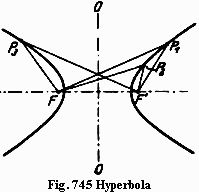 O
P₃ P₁
P₂
F F'
O
Fig. 745 Hyperbola